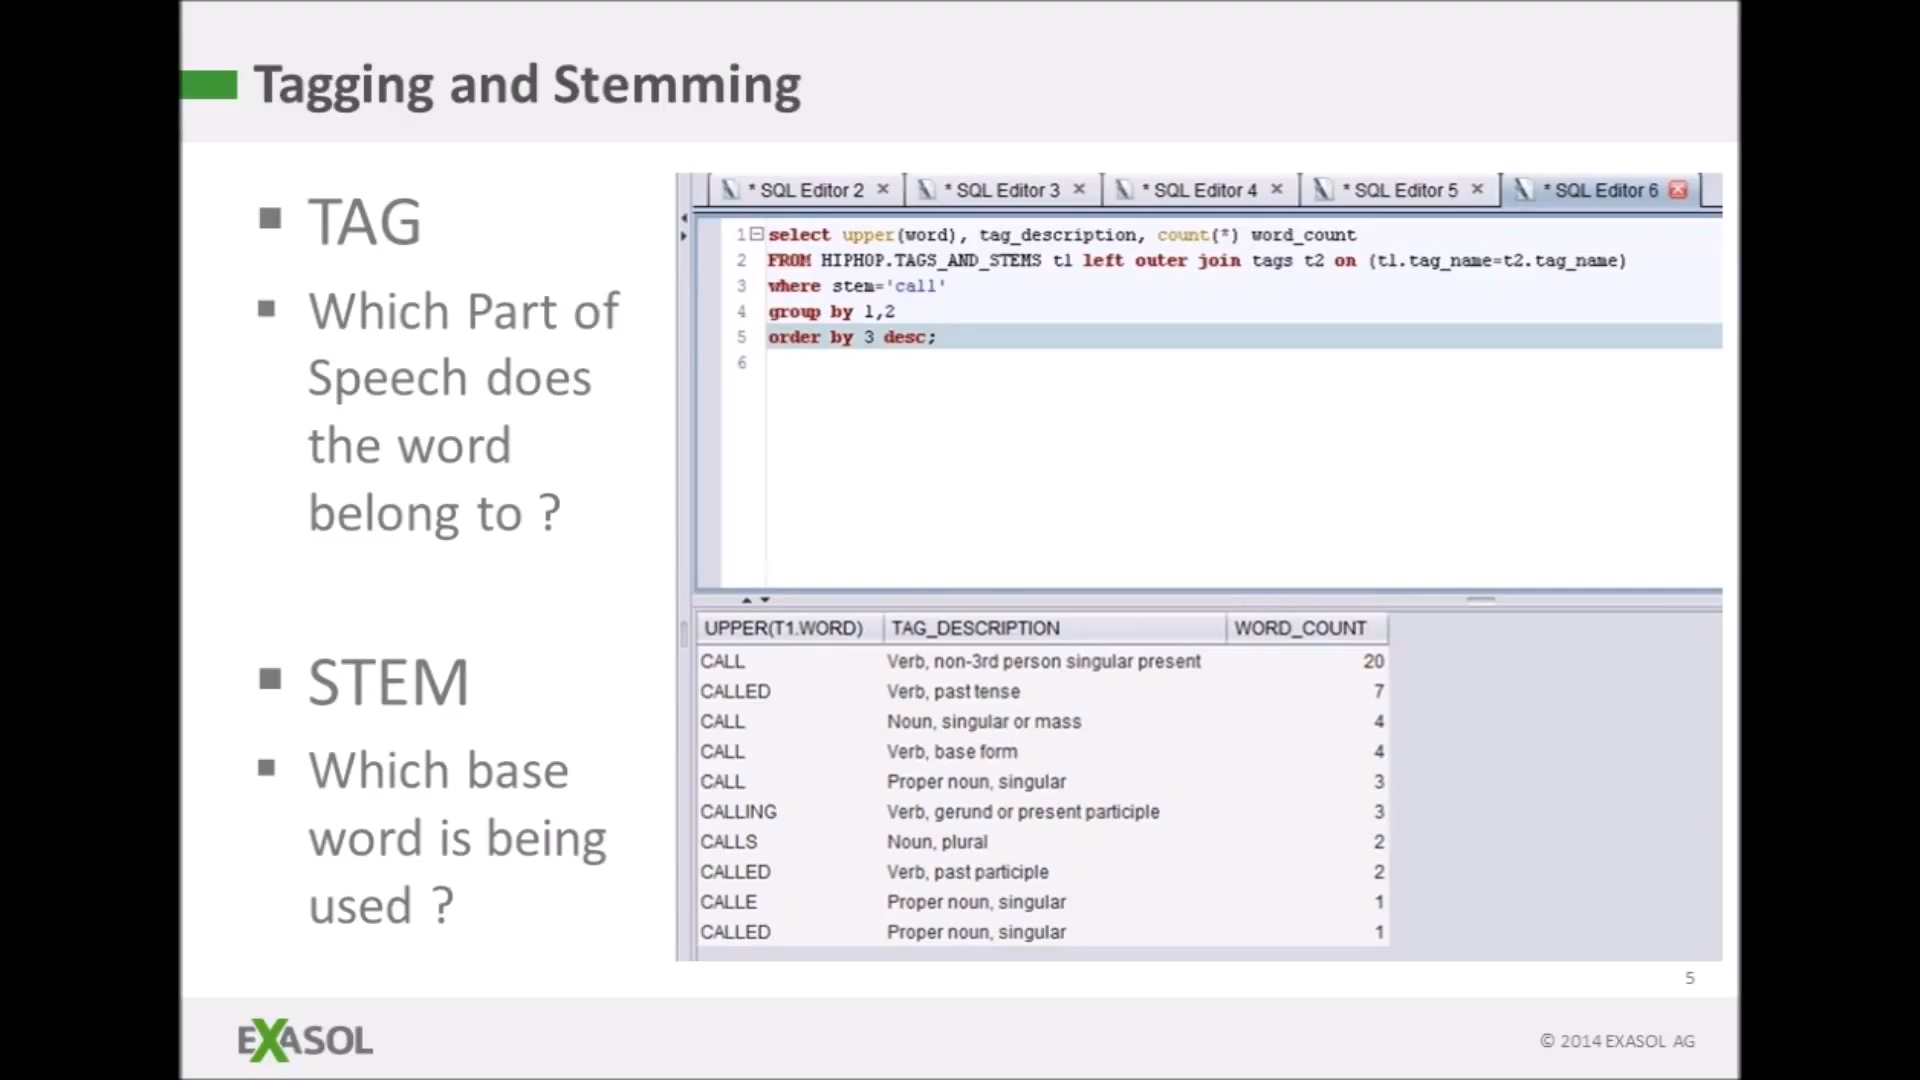 Tagging and Stemming
TAG
Which Part of
Speech does
the word
belong to ?
STEM
Which base
word is being
used ?
* SQL Editor 2 * SQL Editor 3 * SQL Editor 4 * SQL Editor 5 * SQL Editor 6
1 select upper(word), tag_description, count(*) word_count
2 FROM HIPHOP.TAGS_AND_STEMS t1 left outer join tags t2 on (t1.tag_name=t2.tag_name)
3 where stem='call'
4 group by 1,2
5 order by 3 desc;
6
UPPER(T1.WORD) TAG_DESCRIPTION WORD_COUNT
CALL Verb, non-3rd person singular present 20
CALLED Verb, past tense 7
CALL Noun, singular or mass 4
CALL Verb, base form 4
CALL Proper noun, singular 3
CALLING Verb, gerund or present participle 3
CALLS Noun, plural 2
CALLED Verb, past participle 2
CALLE Proper noun, singular 1
CALLED Proper noun, singular 1
5
EXASOL
© 2014 EXASOL AG